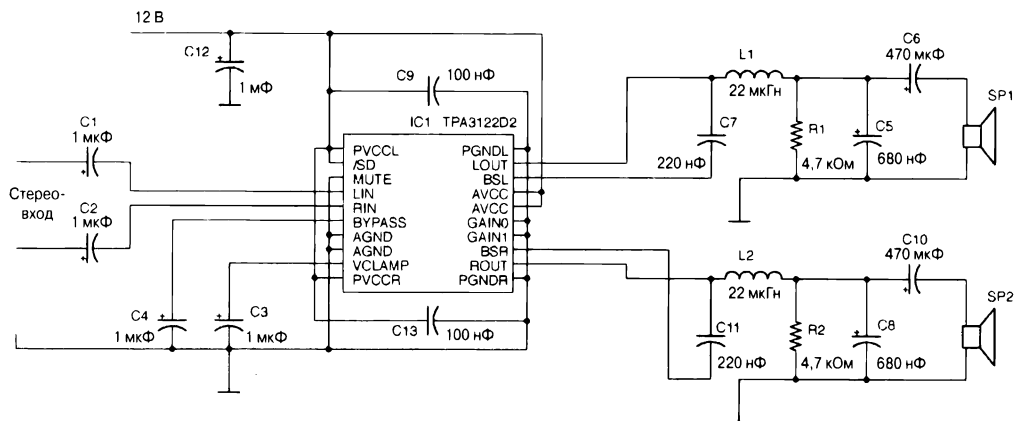 12 В
C12
1 мФ
C9
100 нФ
IC1 TPA3122D2
C1
1 мкФ
Стерео-
вход
C2
1 мкФ
PVCCL
/SD
MUTE
LIN
RIN
BYPASS
AGND
AGND
VCLAMP
PVCCR
PGNDL
LOUT
BSL
AVCC
AVCC
GAIN0
GAIN1
BSR
ROUT
PGNDR
C4
1 мкФ
C3
1 мкФ
C13
100 нФ
L1
22 мкГн
C7
220 нФ
R1
4,7 кОм
C5
680 нФ
C6
470 мкФ
SP1
L2
22 мкГн
C11
220 нФ
R2
4,7 кОм
C8
680 нФ
C10
470 мкФ
SP2